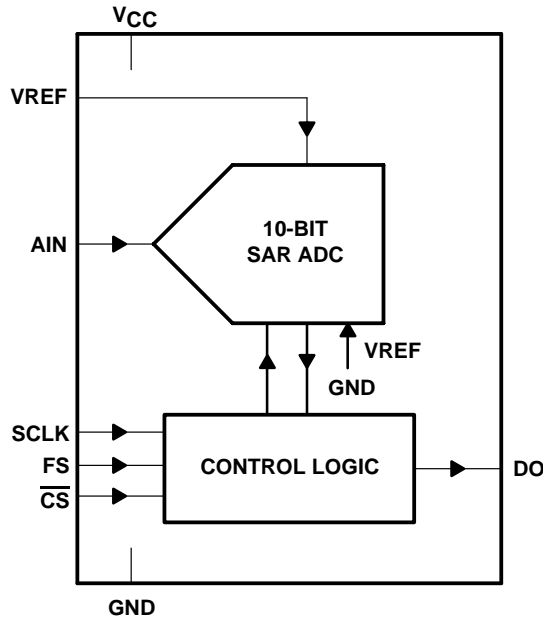 VCC
VREF
10-BIT
SAR ADC
AIN
VREF
GND
SCLK
FS
CS
CONTROL LOGIC
DO
GND